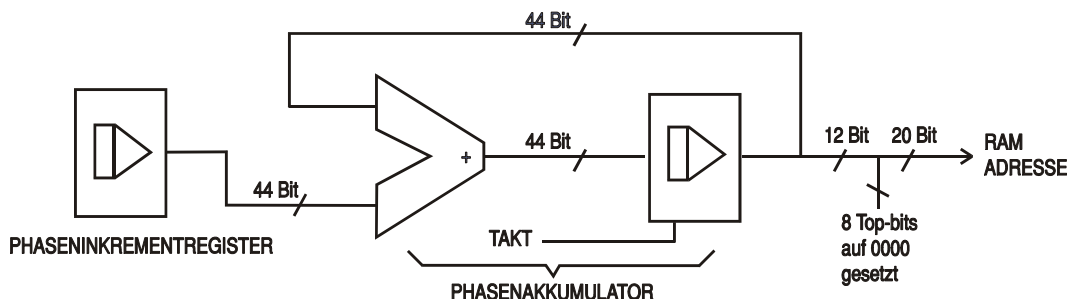 44 Bit
+
44 Bit
12 Bit
20 Bit
RAM
ADRESSE
44 Bit
PHASENINKREMENTREGISTER
TAKT
8 Top-bits
auf 0000
gesetzt
PHASENAKKUMULATOR